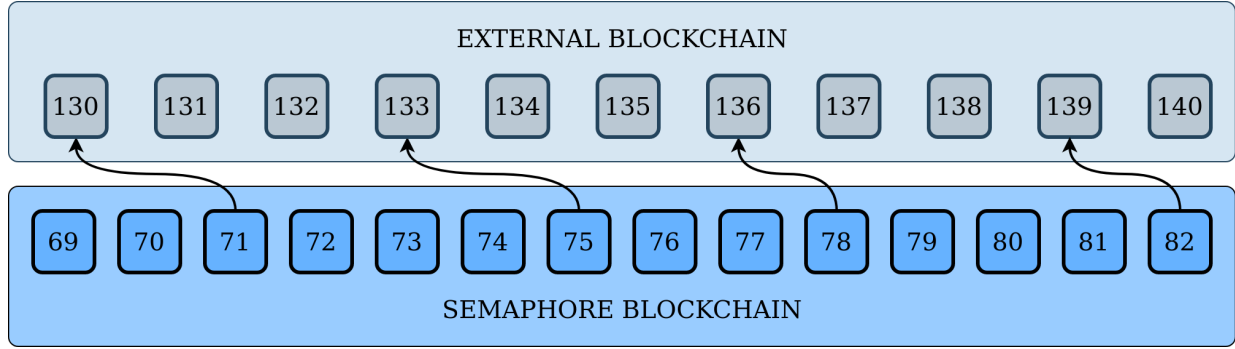 EXTERNAL BLOCKCHAIN
130 131 132 133 134 135 136 137 138 139 140
69 70 71 72 73 74 75 76 77 78 79 80 81 82
SEMAPHORE BLOCKCHAIN